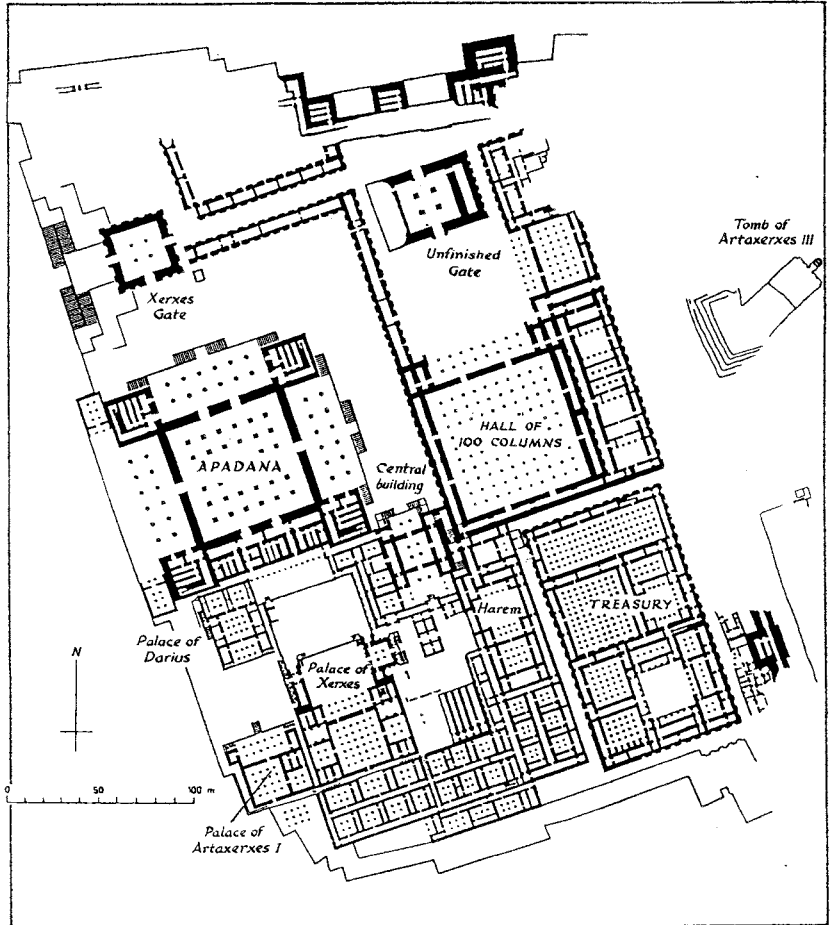 Tomb of
Artaxerxes III
Unfinished
Gate
Xerxes
Gate
HALL OF
100 COLUMNS
APADANA
Central
building
Harem
TREASURY
Palace of
Darius
Palace of
Xerxes
N
0 50 100 m
Palace of
Artaxerxes I